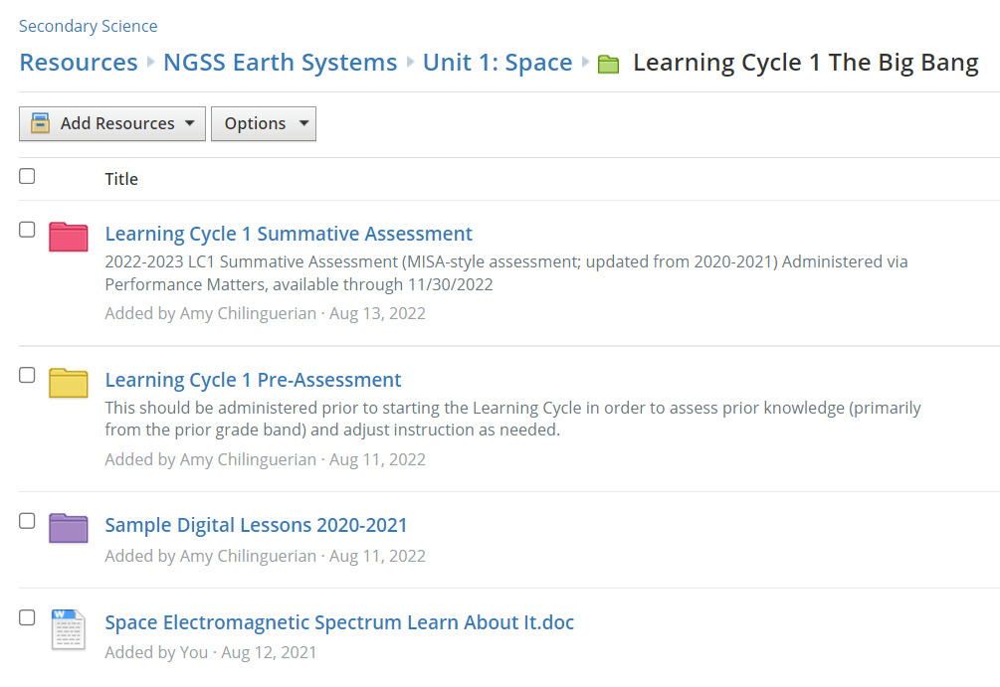 Secondary Science
Resources NGSS Earth Systems Unit 1: Space Learning Cycle 1 The Big Bang
Add Resources Options
Title
Learning Cycle 1 Summative Assessment
2022-2023 LC1 Summative Assessment (MISA-style assessment; updated from 2020-2021) Administered via
Performance Matters, available through 11/30/2022
Added by Amy Chilinguerian · Aug 13, 2022
Learning Cycle 1 Pre-Assessment
This should be administered prior to starting the Learning Cycle in order to assess prior knowledge (primarily
from the prior grade band) and adjust instruction as needed.
Added by Amy Chilinguerian · Aug 11, 2022
Sample Digital Lessons 2020-2021
Added by Amy Chilinguerian · Aug 11, 2022
W
Space Electromagnetic Spectrum Learn About It.doc
Added by You · Aug 12, 2021